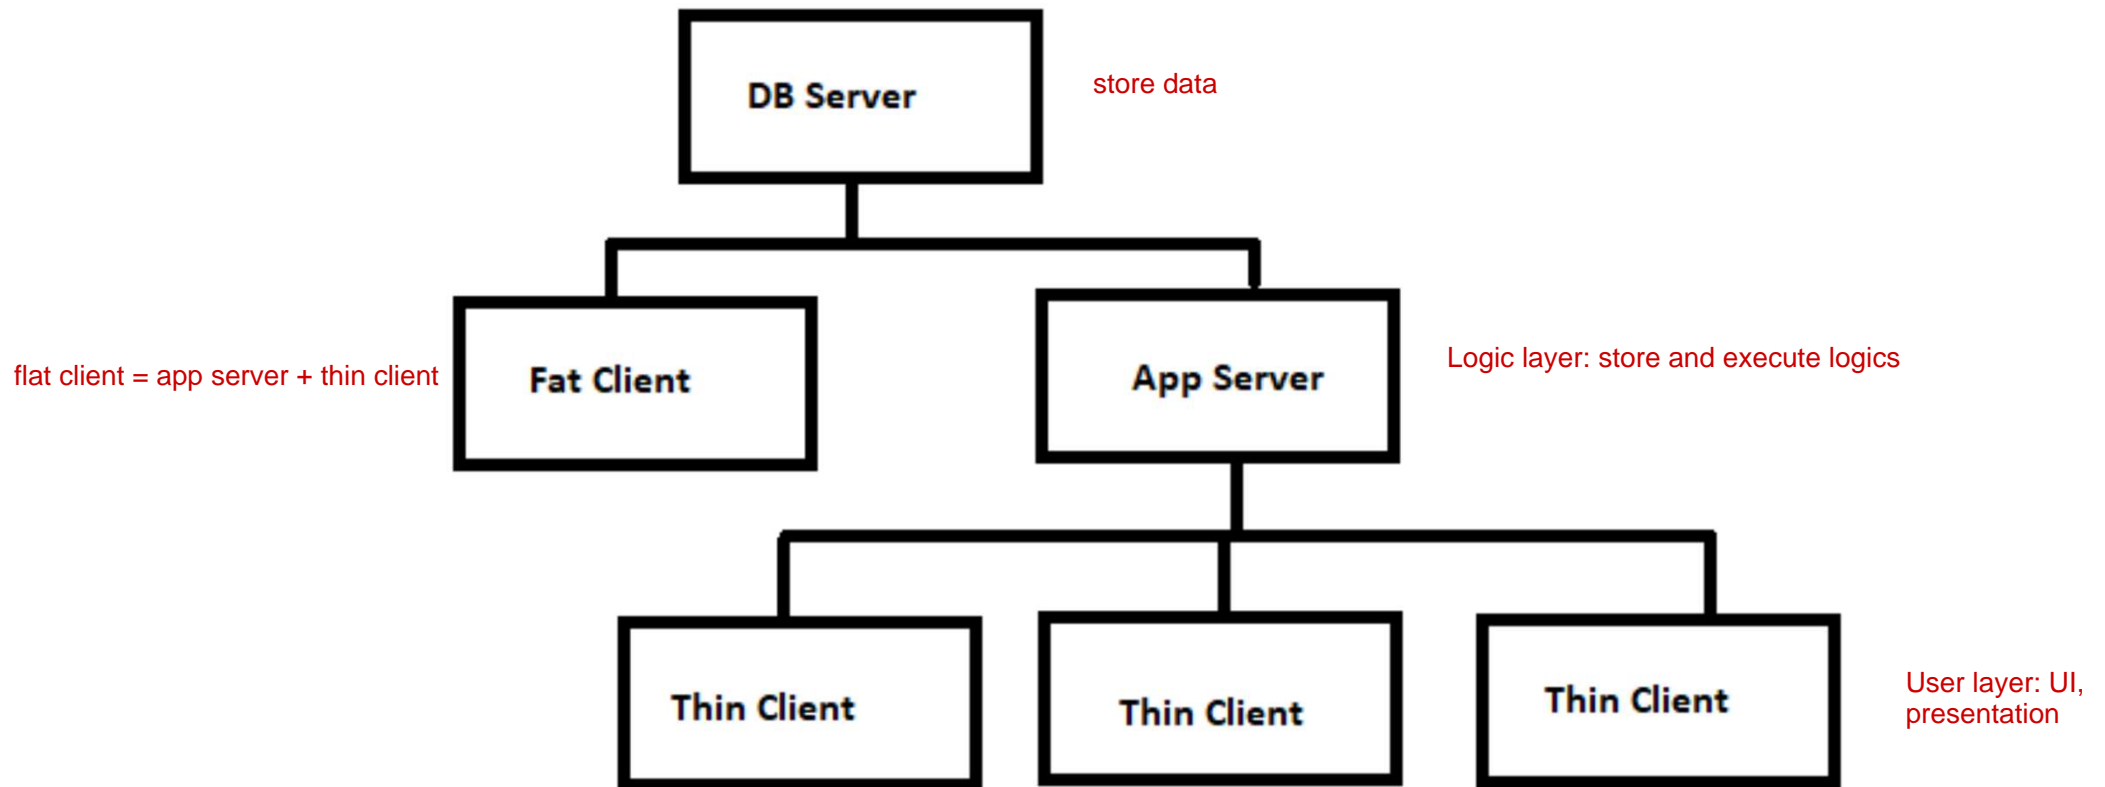 DB Server
store data
flat client = app server + thin client
Fat Client
App Server
Logic layer: store and execute logics
Thin Client
Thin Client
Thin Client
User layer: UI,
presentation